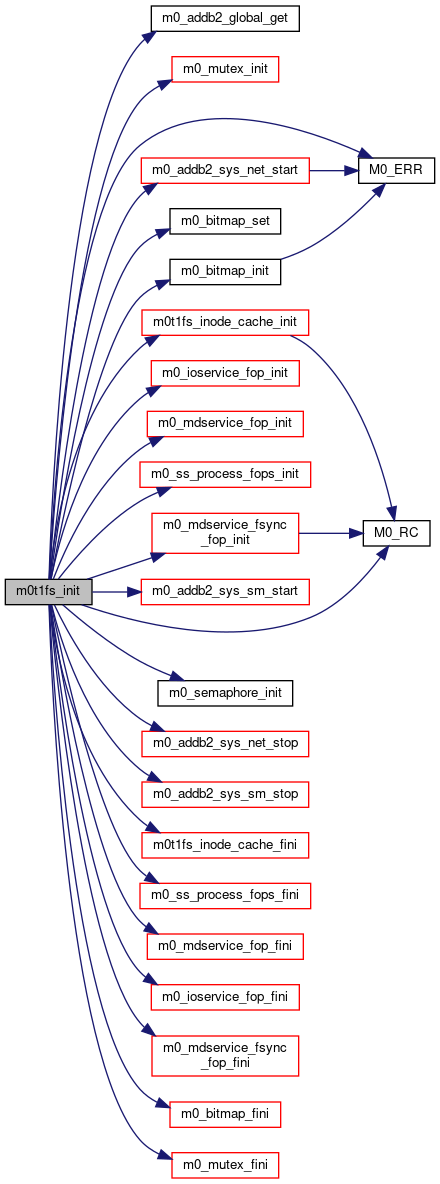 m0_addb2_global_get
m0_mutex_init
m0_addb2_sys_net_start
M0_ERR
m0_bitmap_set
m0_bitmap_init
m0t1fs_inode_cache_init
m0_ioservice_fop_init
m0_mdservice_fop_init
m0_ss_process_fops_init
m0_mdservice_fsync
_fop_init
M0_RC
m0t1fs_init
m0_addb2_sys_sm_start
m0_semaphore_init
m0_addb2_sys_net_stop
m0_addb2_sys_sm_stop
m0t1fs_inode_cache_fini
m0_ss_process_fops_fini
m0_mdservice_fop_fini
m0_ioservice_fop_fini
m0_mdservice_fsync
_fop_fini
m0_bitmap_fini
m0_mutex_fini